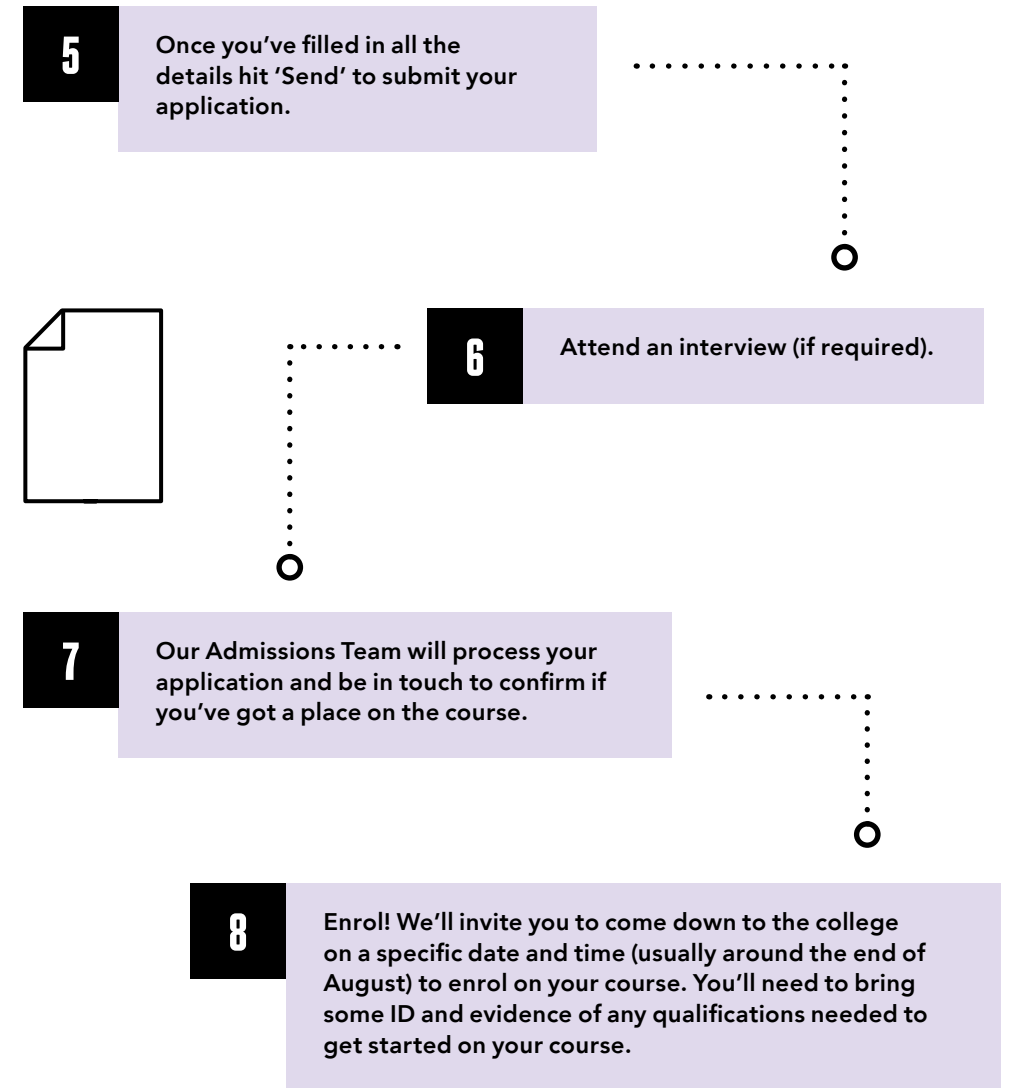 5
Once you’ve filled in all the
details hit ‘Send’ to submit your
application.
6
Attend an interview (if required).
7
Our Admissions Team will process your
application and be in touch to confirm if
you’ve got a place on the course.
8
Enrol! We’ll invite you to come down to the college
on a specific date and time (usually around the end of
August) to enrol on your course. You’ll need to bring
some ID and evidence of any qualifications needed to
get started on your course.